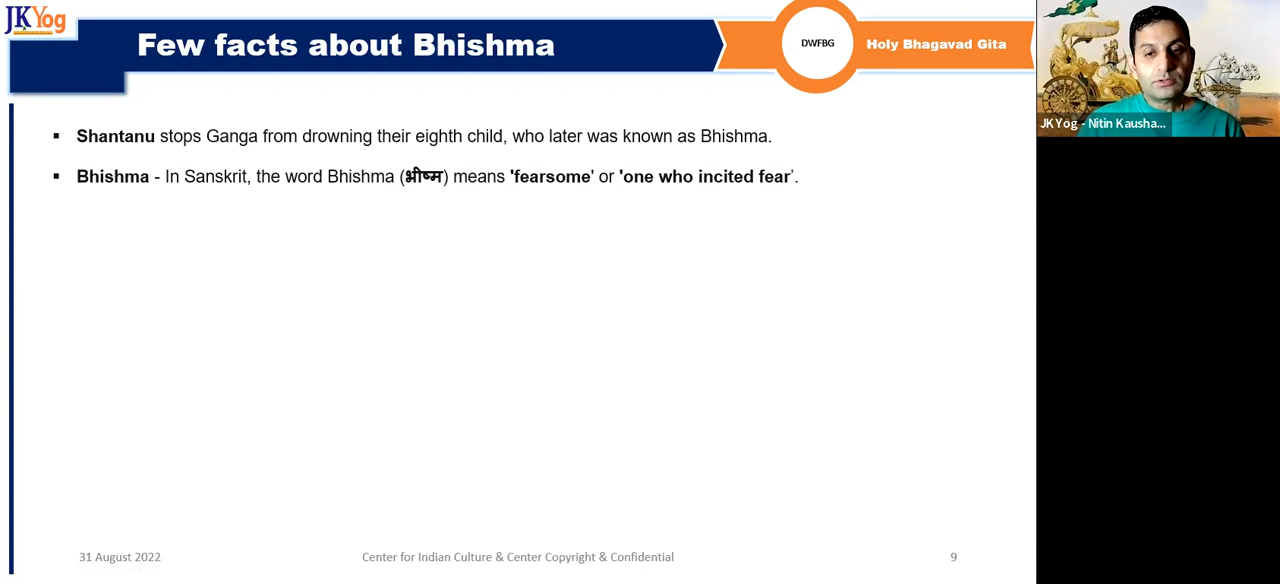 JKYog
Few facts about Bhishma
DWFBG
Holy Bhagavad Gita
JKYog - Nitin Kausha...
▪ Shantanu stops Ganga from drowning their eighth child, who later was known as Bhishma.
▪ Bhishma - In Sanskrit, the word Bhishma (भीष्म) means 'fearsome' or 'one who incited fear’.
31 August 2022
Center for Indian Culture & Center Copyright & Confidential
9